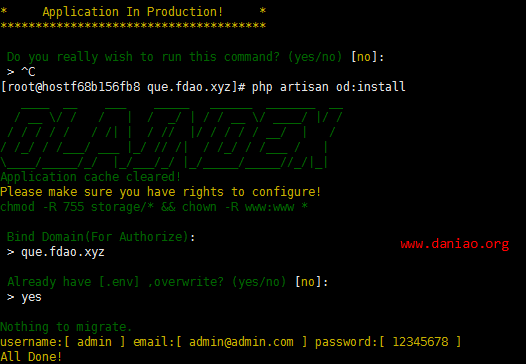 *     Application In Production!     *
**************************************
Do you really wish to run this command? (yes/no) [no]:
> ^C
[root@hostf68b156fb8 que.fdao.xyz]# php artisan od:install
Application cache cleared!
Please make sure you have rights to configure!
chmod -R 755 storage/* && chown -R www:www *
Bind Domain(For Authorize):
> que.fdao.xyz
www.daniao.org
Already have [.env] ,overwrite? (yes/no) [no]:
> yes
Nothing to migrate.
username:[ admin ] email:[ admin@admin.com ] password:[ 12345678 ]
All Done!